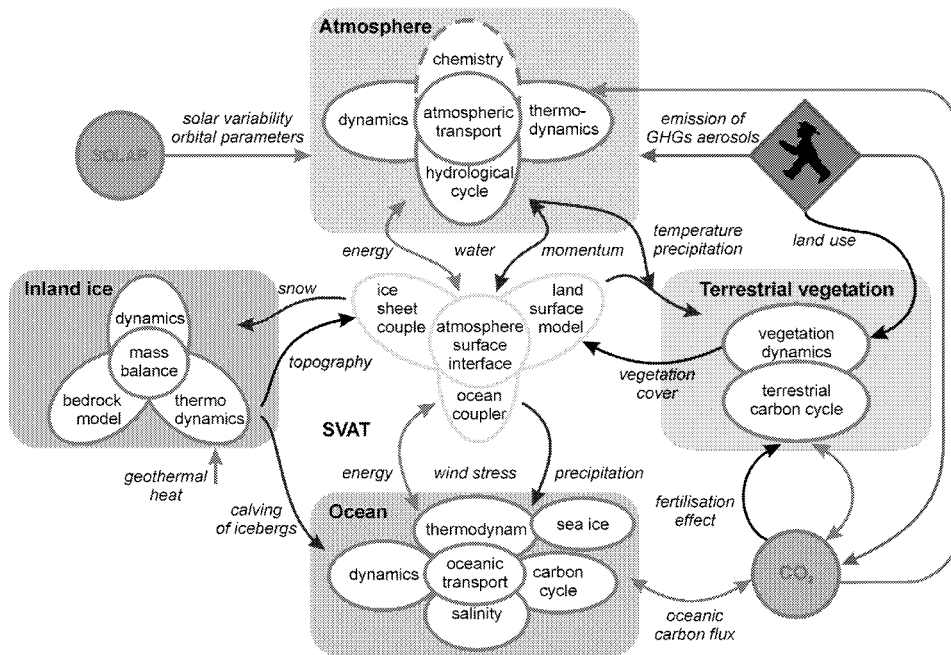 Atmosphere
chemistry
dynamics
atmospheric
transport
thermo-
dynamics
hydrological
cycle
SOLAR
solar variability
orbital parameters
emission of
GHGs aerosols
energy
water
momentum
temperature
precipitation
land use
Inland ice
dynamics
mass
balance
bedrock
model
thermo
dynamics
snow
topography
ice
sheet
couple
atmosphere
surface
interface
land
surface
model
ocean
coupler
Terrestrial vegetation
vegetation
dynamics
terrestrial
carbon cycle
vegetation
cover
SVAT
geothermal
heat
calving
of icebergs
energy
wind stress
precipitation
fertilisation
effect
Ocean
thermodynam
sea ice
dynamics
oceanic
transport
carbon
cycle
salinity
CO₂
oceanic
carbon flux